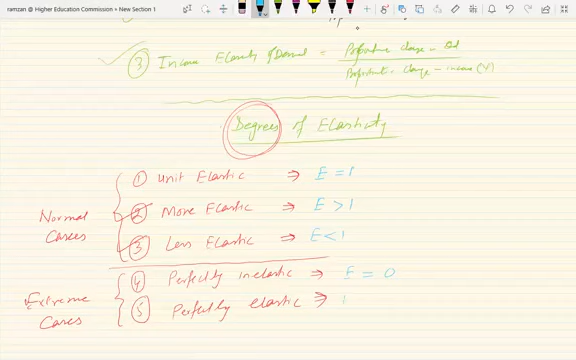 ramzan @ Higher Education Commission » New Section 1
③ Income Elasticity of Demand = Proportionate change in Qd
Proportionate change in income (Y)
Degrees of Elasticity
Normal Cases
① Unit Elastic ⇒ E = 1
② More Elastic ⇒ E > 1
③ Less Elastic ⇒ E < 1
Extreme Cases
④ Perfectly inelastic ⇒ E = 0
⑤ Perfectly elastic ⇒